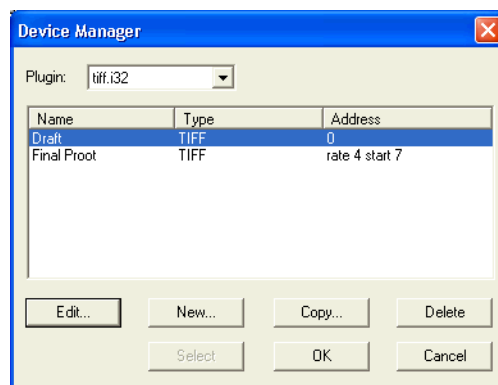 Device Manager
Plugin: tiff.i32
Name Type Address
Draft TIFF 0
Final Proot TIFF rate 4 start 7
Edit... New... Copy... Delete
Select OK Cancel